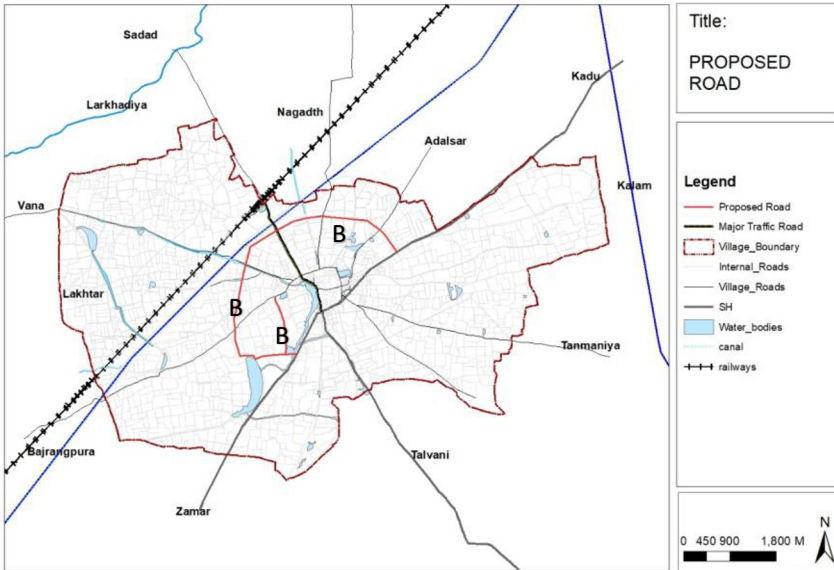 Title:
PROPOSED
ROAD
Sadad
Kadu
Larkhadiya
Nagadth
Adalsar
Kalam
Vana
B
Lakhtar
B
B
Tanmaniya
Bajrangpura
Talvani
Zamar
Legend
Proposed Road
Major Traffic Road
Village_Boundary
Internal_Roads
Village_Roads
SH
Water_bodies
canal
railways
N
0 450 900 1,800 M